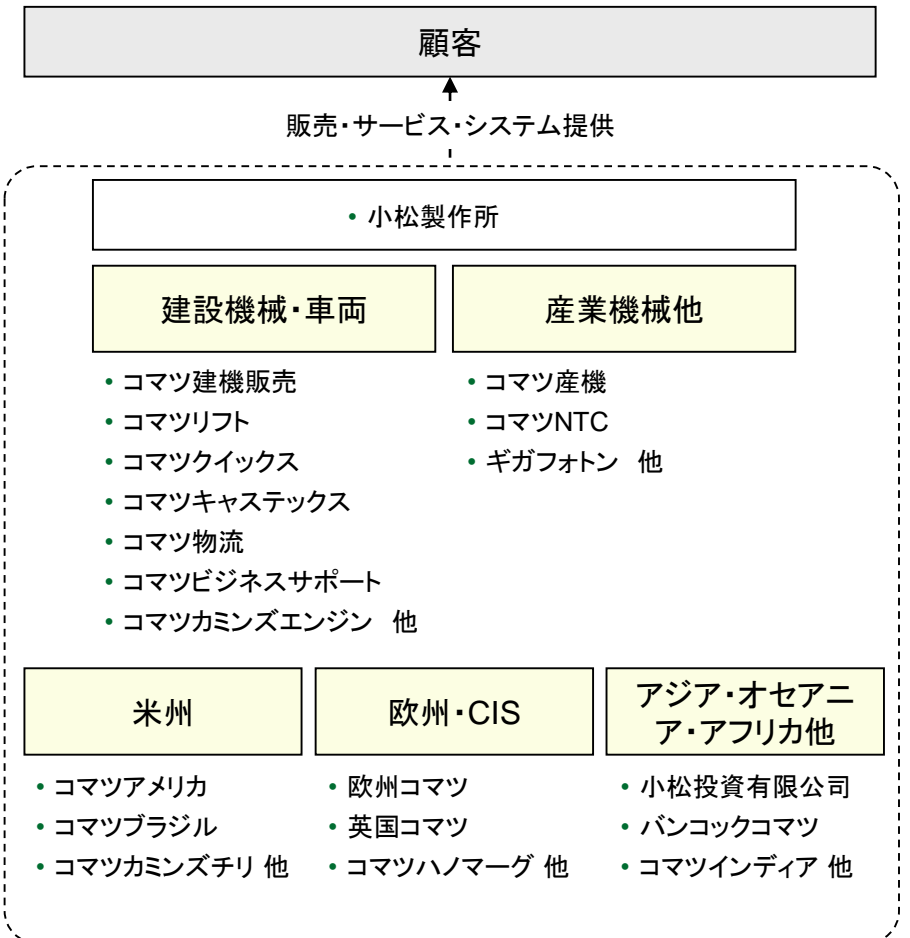 顧客
販売・サービス・システム提供
• 小松製作所
建設機械・車両
産業機械他
• コマツ建機販売
• コマツリフト
• コマツクイックス
• コマツキャステックス
• コマツ物流
• コマツビジネスサポート
• コマツカミンズエンジン 他
• コマツ産機
• コマツNTC
• ギガフォトン 他
米州
欧州・CIS
アジア・オセアニ
ア・アフリカ他
• コマツアメリカ
• コマツブラジル
• コマツカミンズチリ 他
• 欧州コマツ
• 英国コマツ
• コマツハノマーグ 他
• 小松投資有限公司
• バンコックコマツ
• コマツインディア 他